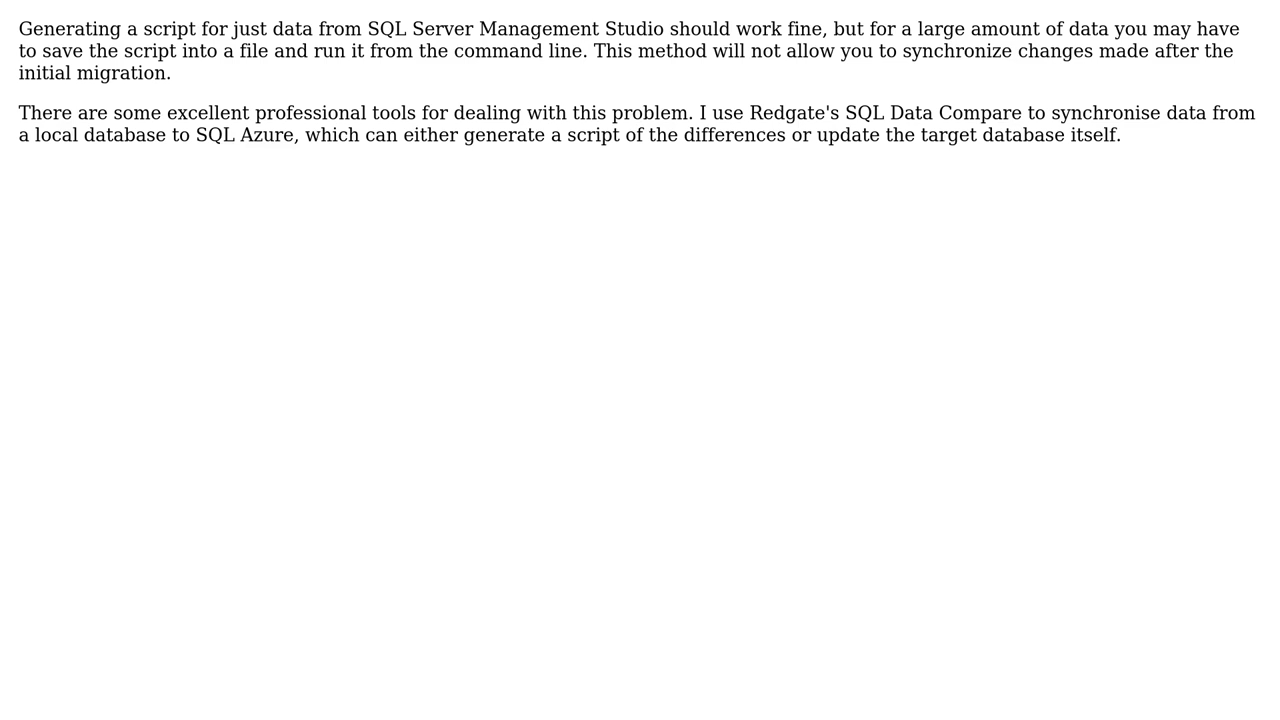 Generating a script for just data from SQL Server Management Studio should work fine, but for a large amount of data you may have
to save the script into a file and run it from the command line. This method will not allow you to synchronize changes made after the
initial migration.
There are some excellent professional tools for dealing with this problem. I use Redgate's SQL Data Compare to synchronise data from
a local database to SQL Azure, which can either generate a script of the differences or update the target database itself.